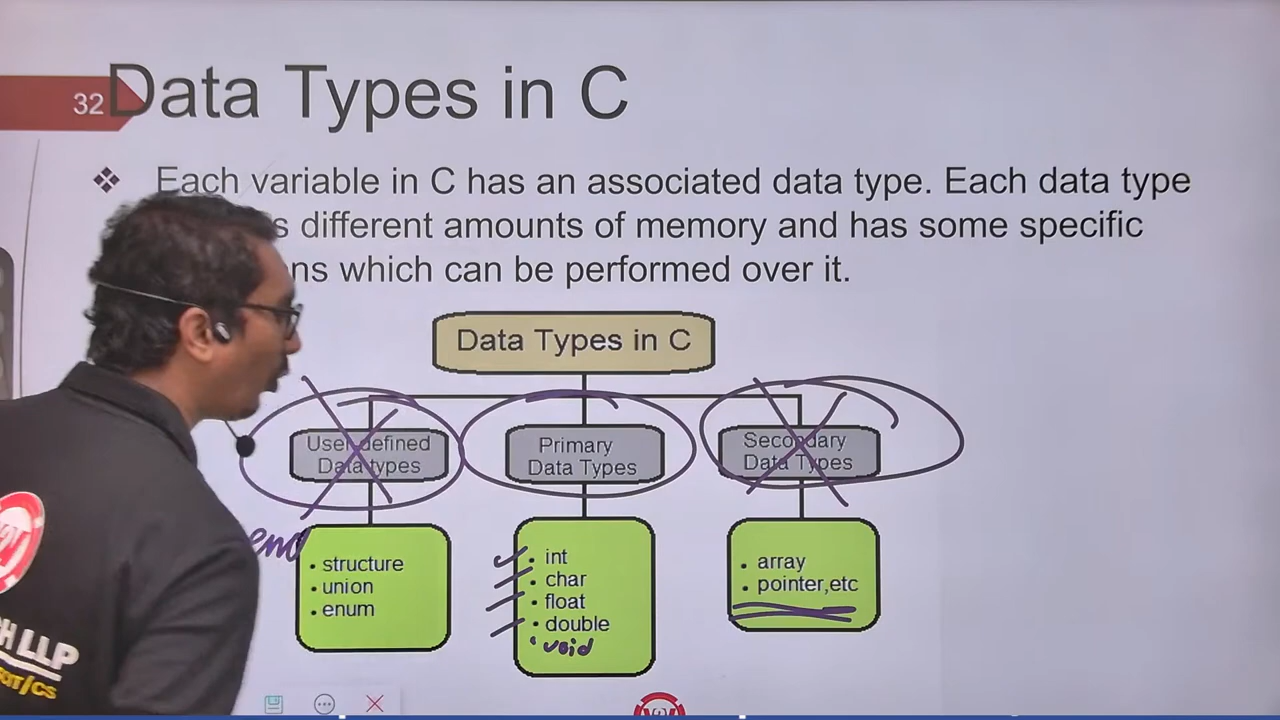 32
Data Types in C
Each variable in C has an associated data type. Each data type
different amounts of memory and has some specific
which can be performed over it.
Data Types in C
User-defined
Data types
Primary
Data Types
Secondary
Data Types
structure
union
enum
int
char
float
double
void
array
pointer,etc
LLP
/CS